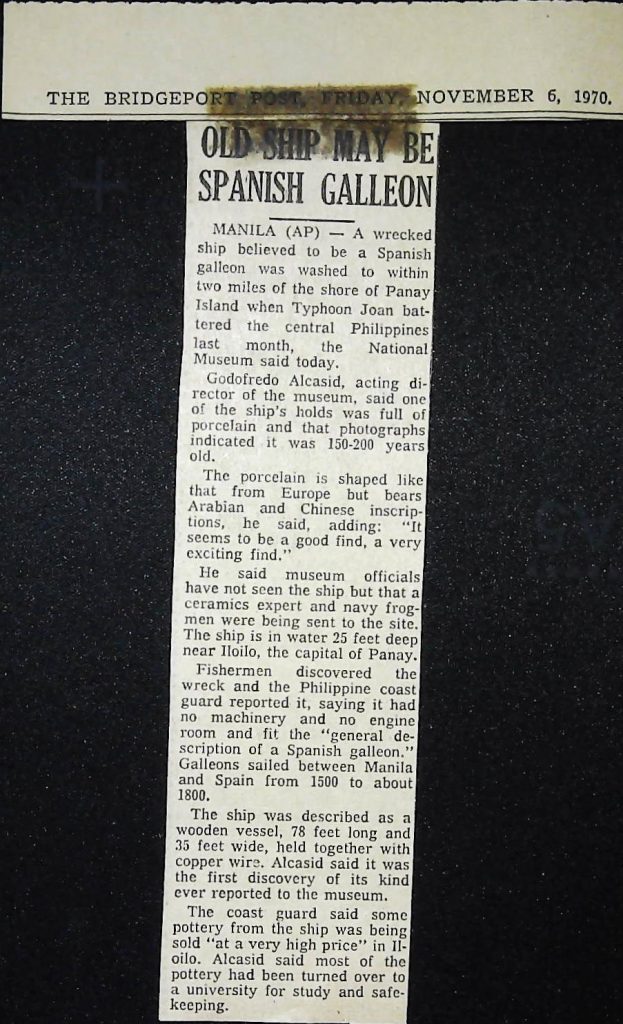 THE BRIDGEPORT POST, FRIDAY, NOVEMBER 6, 1970.
OLD SHIP MAY BE
SPANISH GALLEON
MANILA (AP) — A wrecked
ship believed to be a Spanish
galleon was washed to within
two miles of the shore of Panay
Island when Typhoon Joan bat-
tered the central Philippines
last month, the National
Museum said today.
Godofredo Alcasid, acting di-
rector of the museum, said one
of the ship's holds was full of
porcelain and that photographs
indicated it was 150-200 years
old.
The porcelain is shaped like
that from Europe but bears
Arabian and Chinese inscrip-
tions, he said, adding: "It
seems to be a good find, a very
exciting find."
He said museum officials
have not seen the ship but that a
ceramics expert and navy frog-
men were being sent to the site.
The ship is in water 25 feet deep
near Iloilo, the capital of Panay.
Fishermen discovered the
wreck and the Philippine coast
guard reported it, saying it had
no machinery and no engine
room and fit the "general de-
scription of a Spanish galleon."
Galleons sailed between Manila
and Spain from 1500 to about
1800.
The ship was described as a
wooden vessel, 78 feet long and
35 feet wide, held together with
copper wire. Alcasid said it was
the first discovery of its kind
ever reported to the museum.
The coast guard said some
pottery from the ship was being
sold "at a very high price" in Il-
oilo. Alcasid said most of the
pottery had been turned over to
a university for study and safe-
keeping.